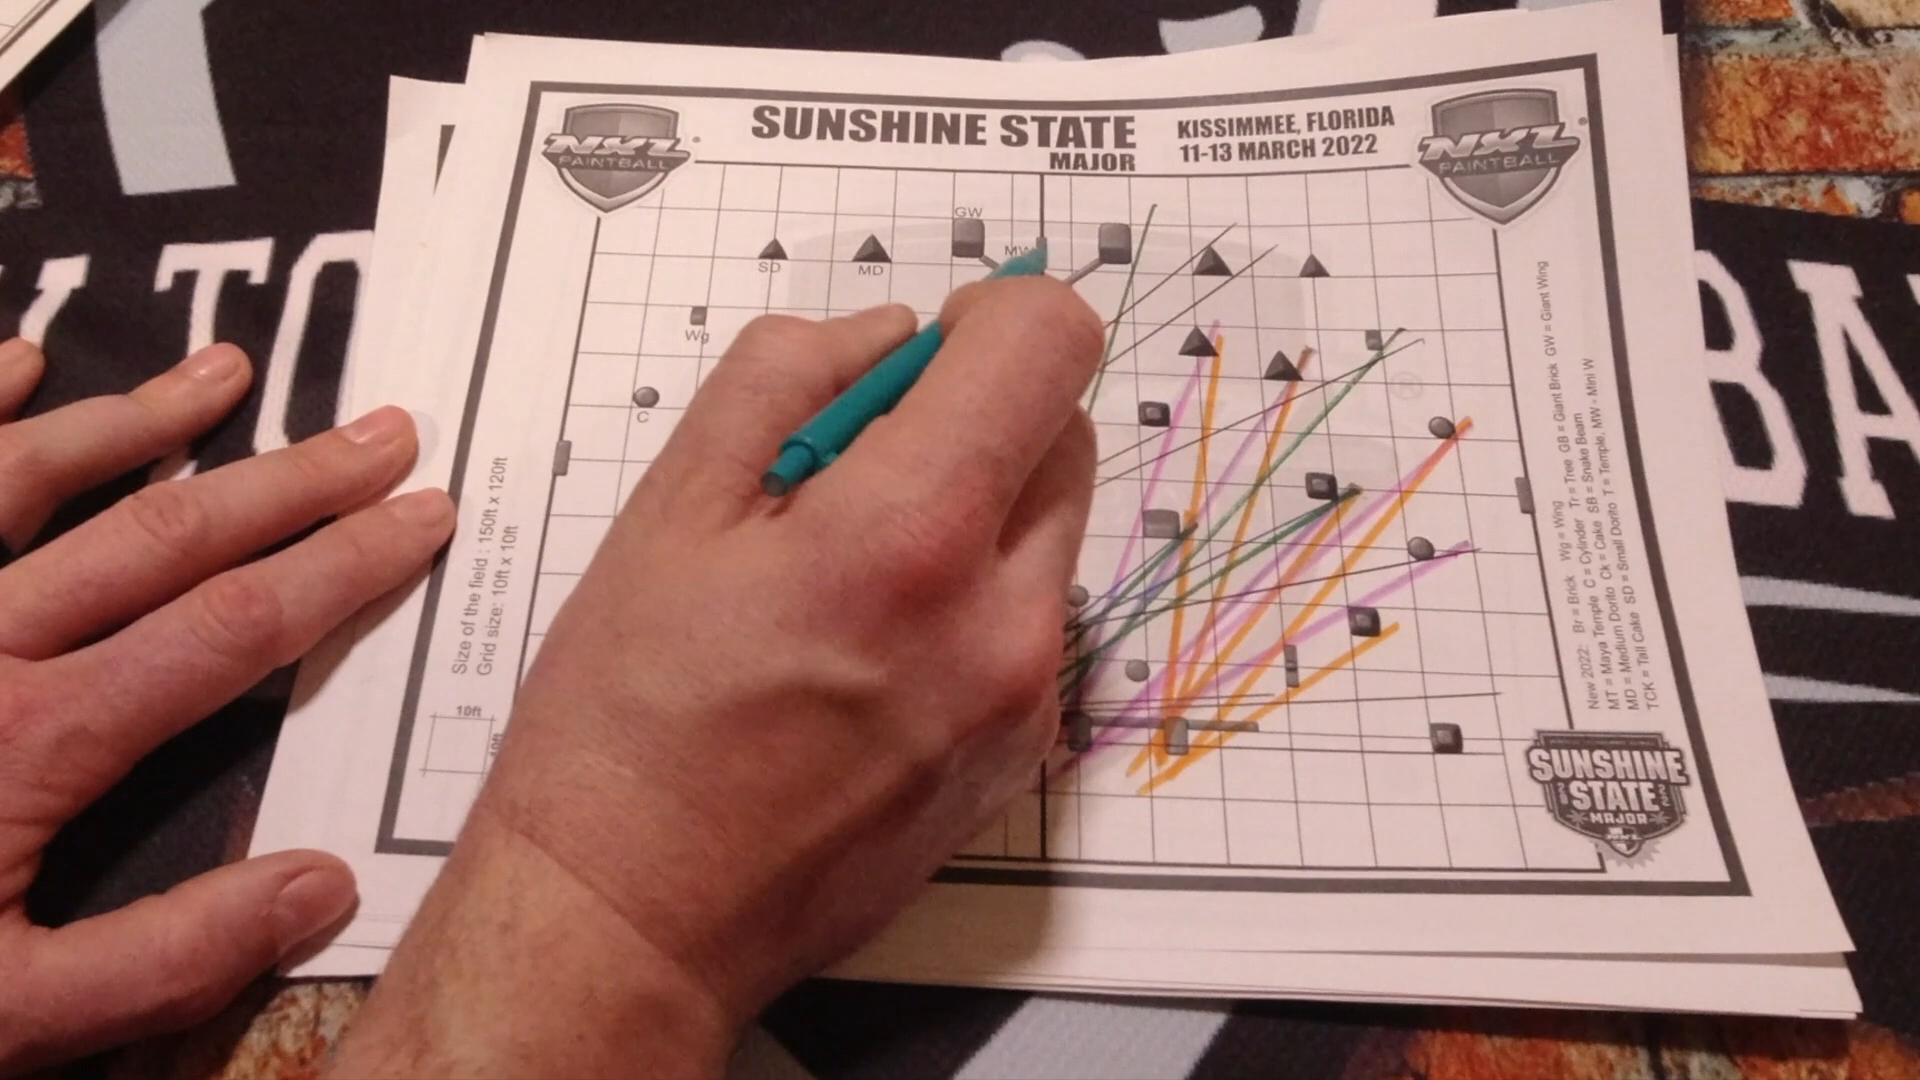 SUNSHINE STATE
MAJOR
KISSIMMEE, FLORIDA
11-13 MARCH 2022
NXL
PAINTBALL
NXL
PAINTBALL
GW
MW
SD
MD
Wg
C
Size of the field : 150ft x 120ft
Grid size: 10ft x 10ft
10ft
10ft
New 2022: Br = Brick Wg = Wing Tr = Tree GB = Giant Brick GW = Giant Wing
MT = Maya Temple C = Cylinder SB = Snake Beam
MD = Medium Dorito Ck = Cake T = Temple, MW = Mini W
TCK = Tall Cake SD = Small Dorito
SUNSHINE
STATE
MAJOR
TO
BA